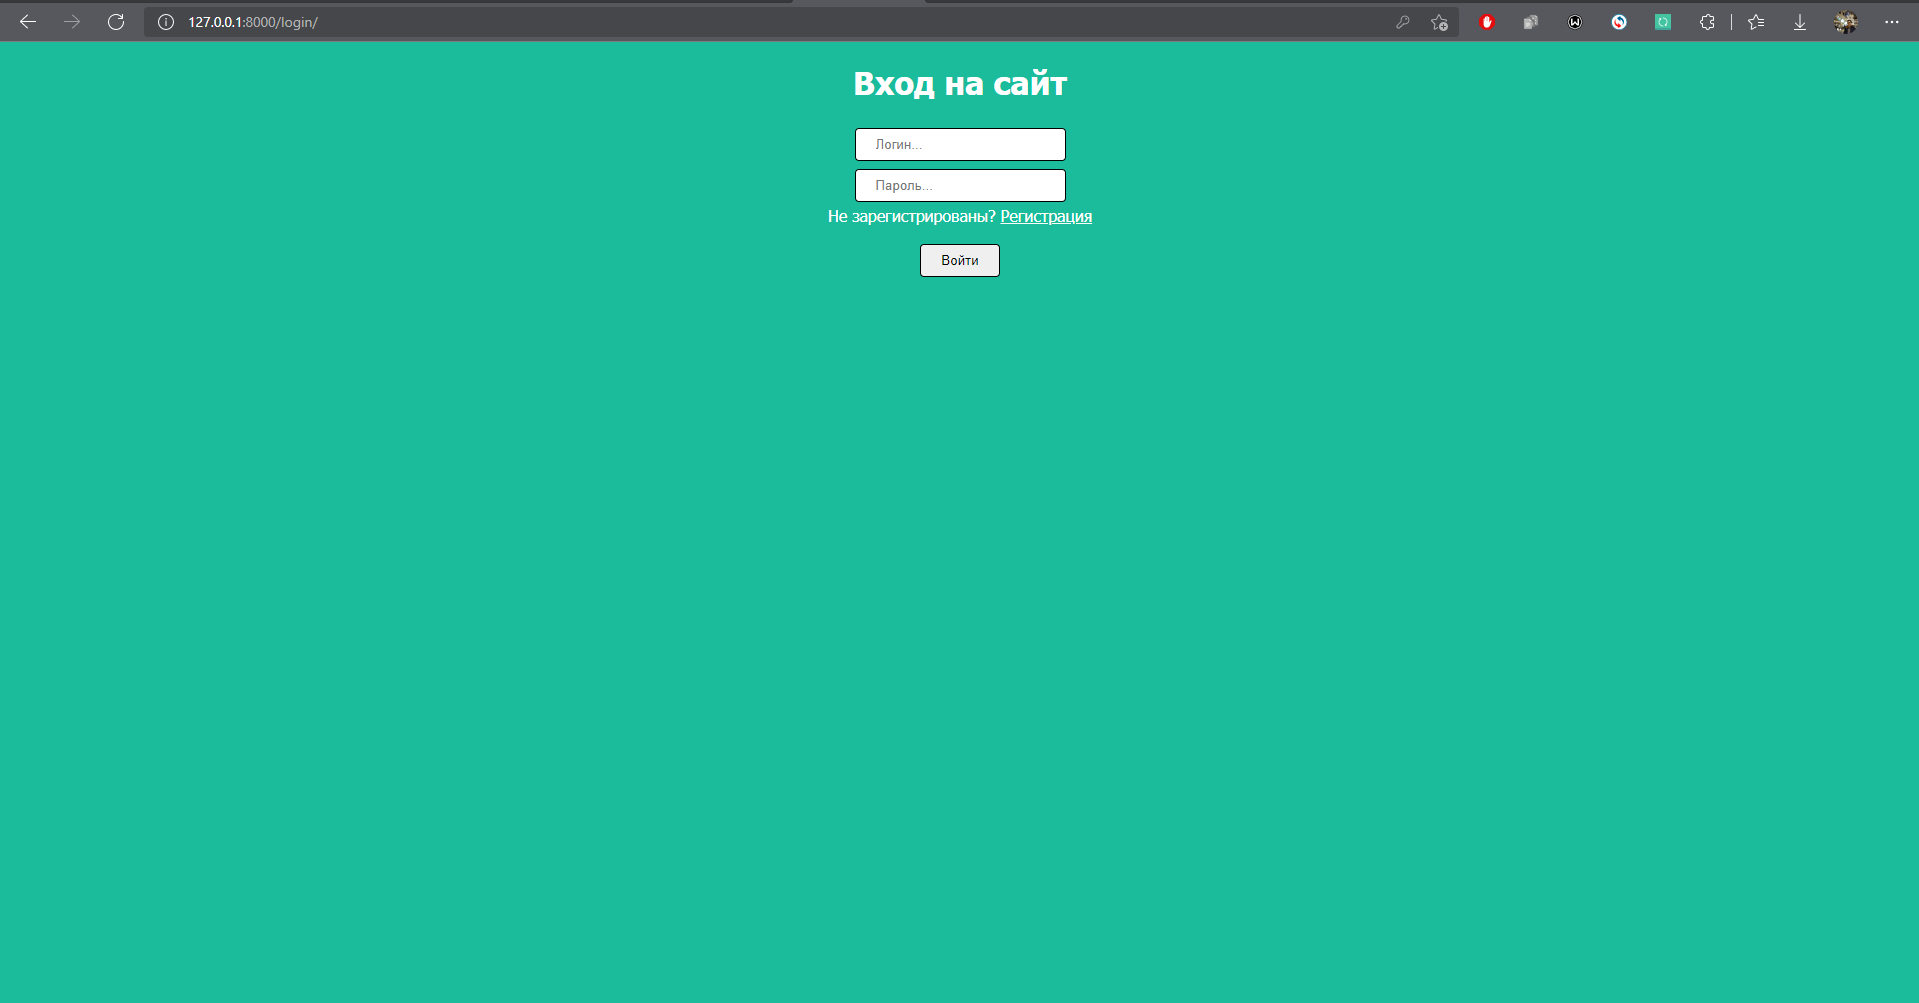 127.0.0.1:8000/login/
Вход на сайт
Логин...
Пароль...
Не зарегистрированы? Регистрация
Войти